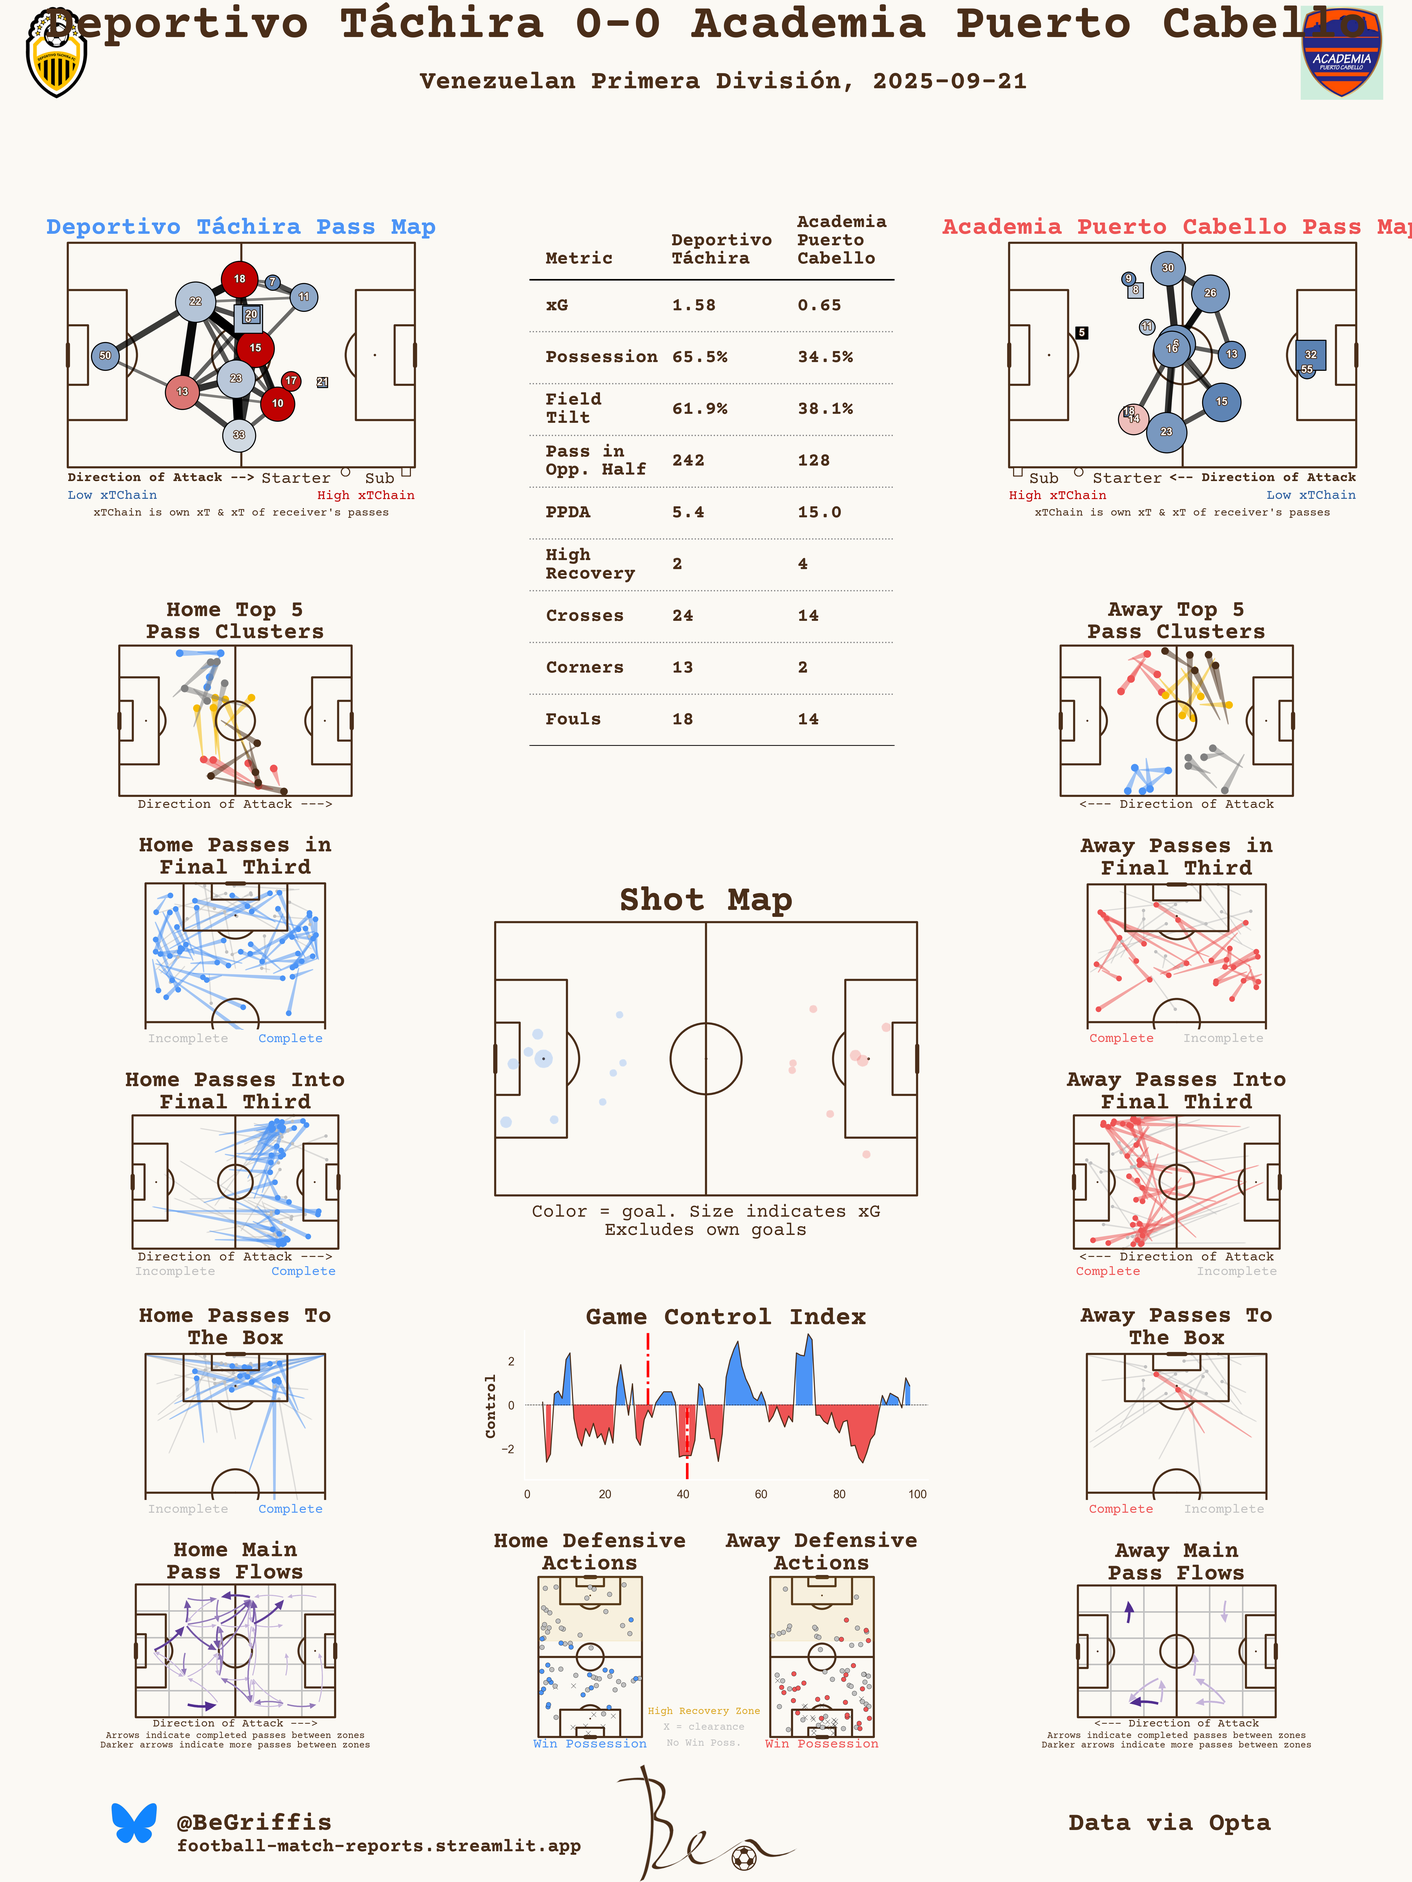 Deportivo Táchira 0-0 Academia Puerto Cabello
Venezuelan Primera División, 2025-09-21
ACADEMIA
PUERTO CABELLO
Deportivo Táchira Pass Map
18
7
11
22
20
50
15
23
17
21
13
10
33
Direction of Attack --> Starter Sub
Low xTChain High xTChain
xTChain is own xT & xT of receiver's passes
Metric Deportivo Táchira Academia Puerto Cabello
xG 1.58 0.65
Possession 65.5% 34.5%
Field Tilt 61.9% 38.1%
Pass in Opp. Half 242 128
PPDA 5.4 15.0
High Recovery 2 4
Crosses 24 14
Corners 13 2
Fouls 18 14
Academia Puerto Cabello Pass Map
30
9
8
26
11
5
6
16
13
32
55
18
14
15
23
Sub Starter <-- Direction of Attack
High xTChain Low xTChain
xTChain is own xT & xT of receiver's passes
Home Top 5
Pass Clusters
Direction of Attack --->
Away Top 5
Pass Clusters
<--- Direction of Attack
Home Passes in
Final Third
Incomplete Complete
Away Passes in
Final Third
Complete Incomplete
Shot Map
Color = goal. Size indicates xG
Excludes own goals
Home Passes Into
Final Third
Direction of Attack --->
Incomplete Complete
Away Passes Into
Final Third
<--- Direction of Attack
Complete Incomplete
Home Passes To
The Box
Incomplete Complete
Game Control Index
Control
2
0
−2
0 20 40 60 80 100
Away Passes To
The Box
Complete Incomplete
Home Main
Pass Flows
Direction of Attack --->
Arrows indicate completed passes between zones
Darker arrows indicate more passes between zones
Home Defensive
Actions
Win Possession
High Recovery Zone
X = clearance
No Win Poss.
Away Defensive
Actions
Win Possession
Away Main
Pass Flows
<--- Direction of Attack
Arrows indicate completed passes between zones
Darker arrows indicate more passes between zones
@BeGriffis
football-match-reports.streamlit.app
Ben
Data via Opta